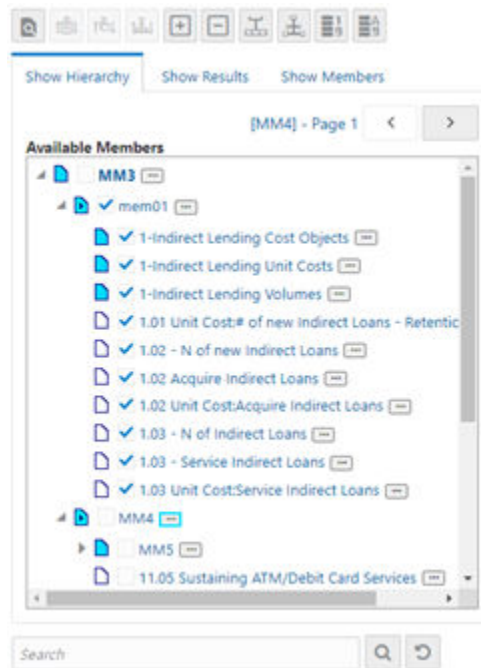 Show Hierarchy Show Results Show Members
[MM4] - Page 1 < >
Available Members
MM3
mem01
1-Indirect Lending Cost Objects
1-Indirect Lending Unit Costs
1-Indirect Lending Volumes
1.01 Unit Cost:# of new Indirect Loans - Retentic
1.02 - N of new Indirect Loans
1.02 Acquire Indirect Loans
1.02 Unit Cost:Acquire Indirect Loans
1.03 - N of Indirect Loans
1.03 - Service Indirect Loans
1.03 Unit Cost:Service Indirect Loans
MM4
MM5
11.05 Sustaining ATM/Debit Card Services
Search